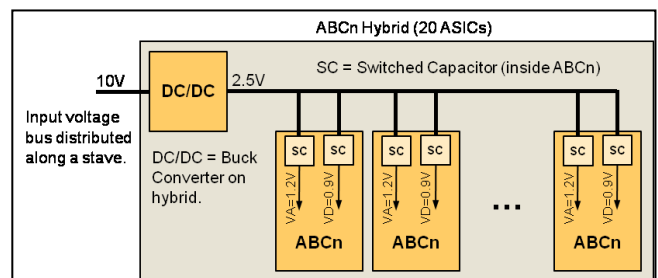 ABCn Hybrid (20 ASICs)
10V
DC/DC
2.5V
SC = Switched Capacitor (inside ABCn)
Input voltage
bus distributed
along a stave.
DC/DC = Buck
Converter on
hybrid.
SC
SC
SC
SC
SC
SC
VA=1.2V
VD=0.9V
VA=1.2V
VD=0.9V
VA=1.2V
VD=0.9V
...
ABCn
ABCn
ABCn